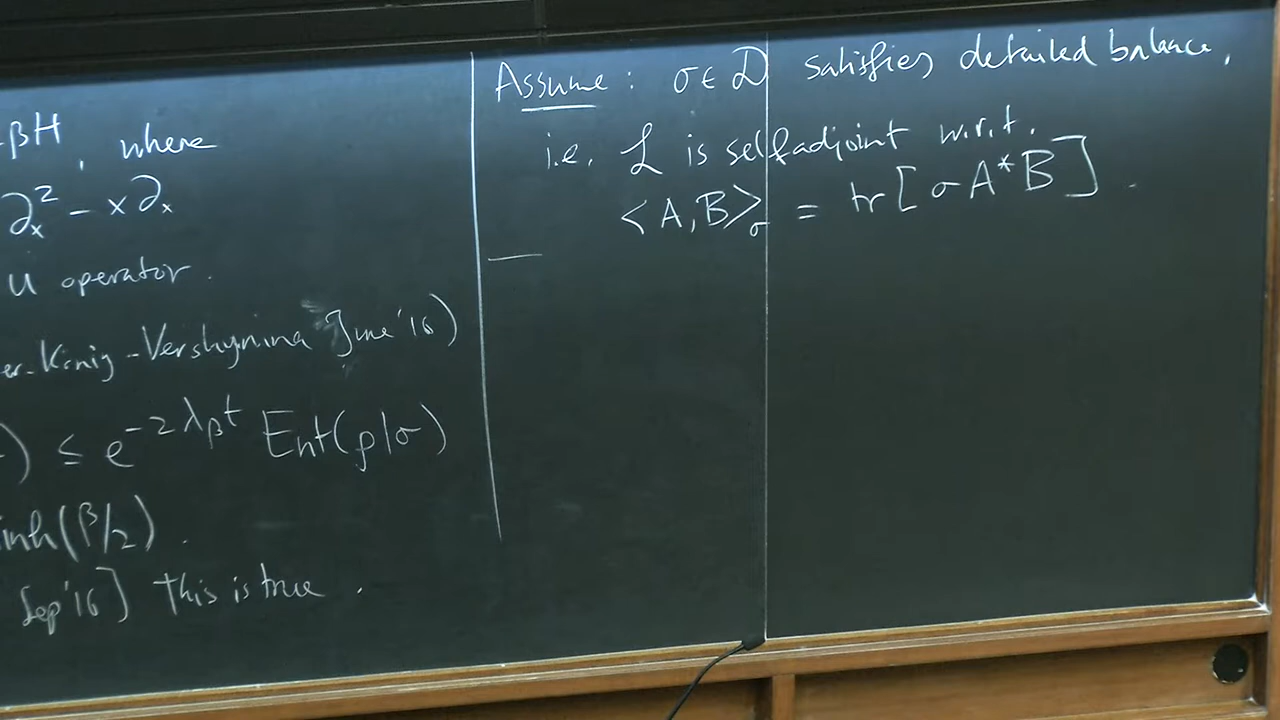 -βH, where
∂ₓ² - x∂ₓ
U operator.
er-König-Vershynina June'16)
) ≤ e^{-2λ_β t} Ent(ρ|σ)
inh(β/2).
Sep'16] This is true.
Assume : σ ∈ 𝒟 satisfies detailed balance,
i.e. ℒ is selfadjoint w.r.t.
<A, B>_σ = tr[σA*B].